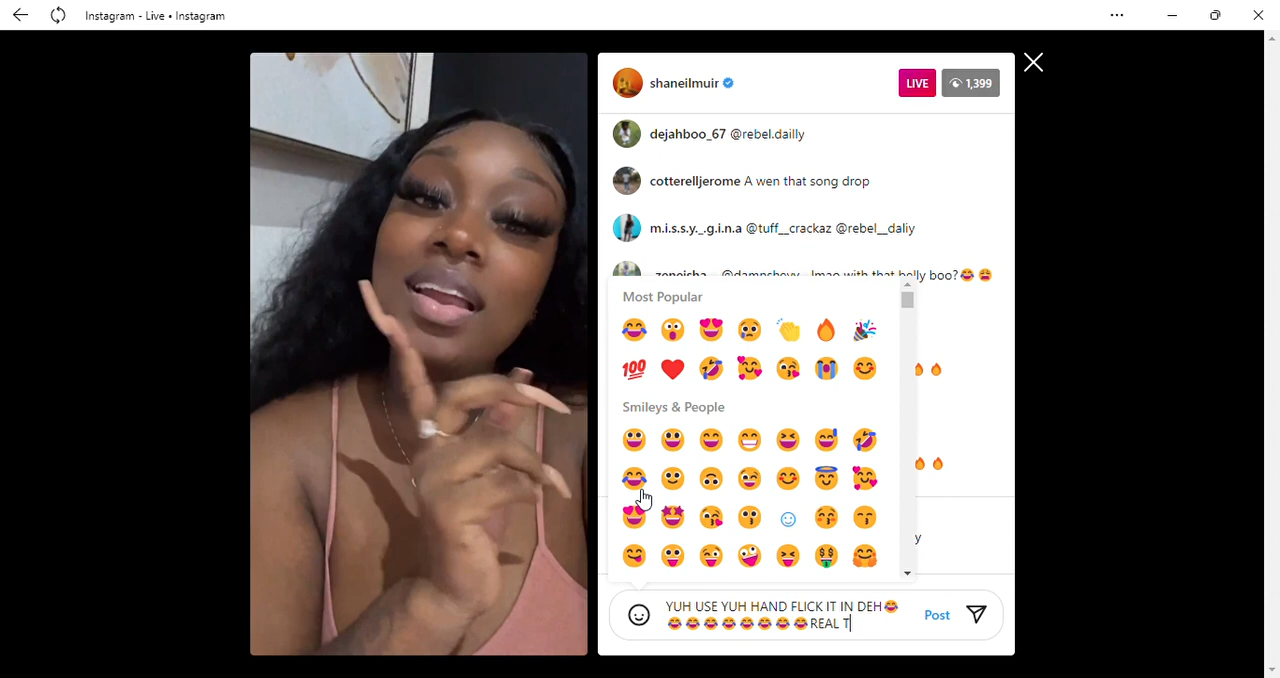 Instagram - Live • Instagram
shaneilmuir
LIVE 1,399
dejahboo_67 @rebel.dailly
cotterelljerome A wen that song drop
m.i.s.s.y._.g.i.n.a @tuff__crackaz @rebel__daliy
lmao with that belly boo?😂 😩
Most Popular
100
Smileys & People
y
YUH USE YUH HAND FLICK IT IN DEH😂
😂😂😂😂😂😂😂😂REAL T
Post